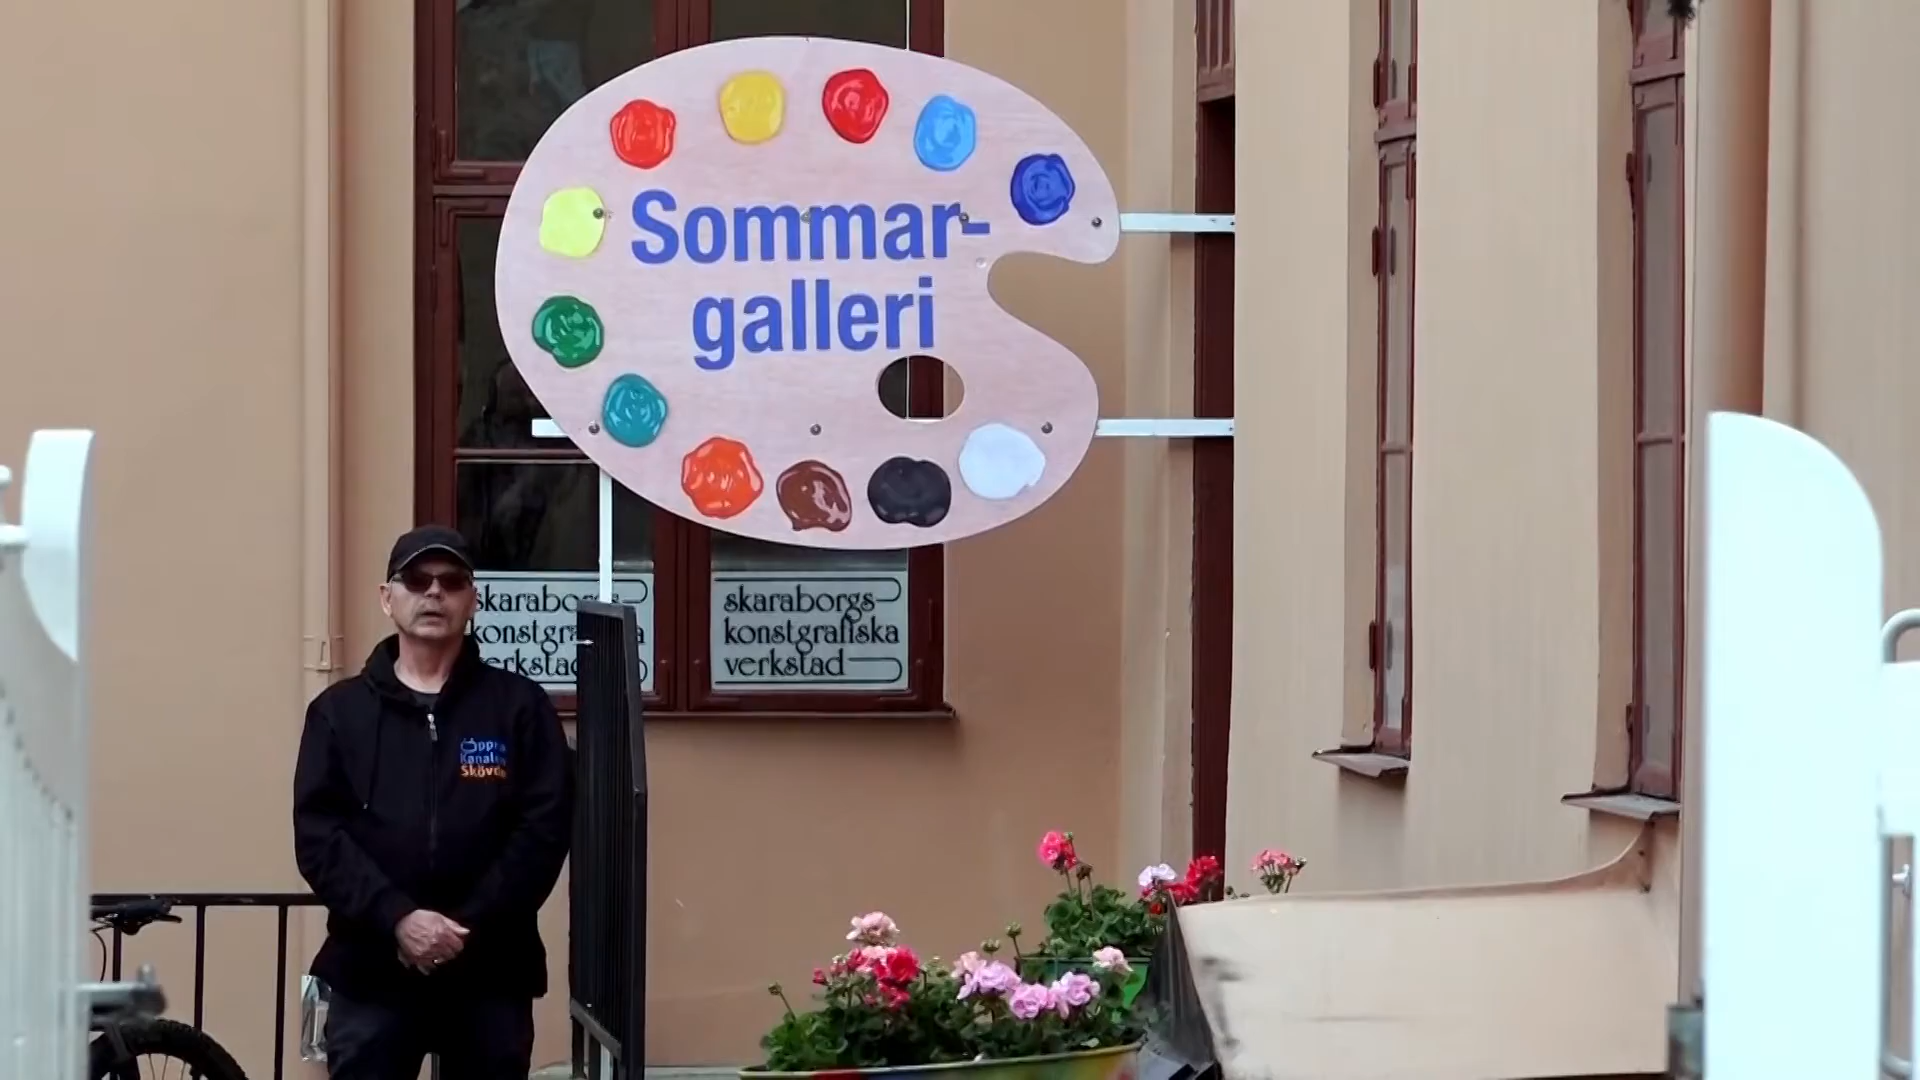 Sommar-
galleri
skaraborgs
konstgrafiska
verkstad
skaraborgs
konstgrafiska
verkstad
Öppna
Kanalen
Skövde